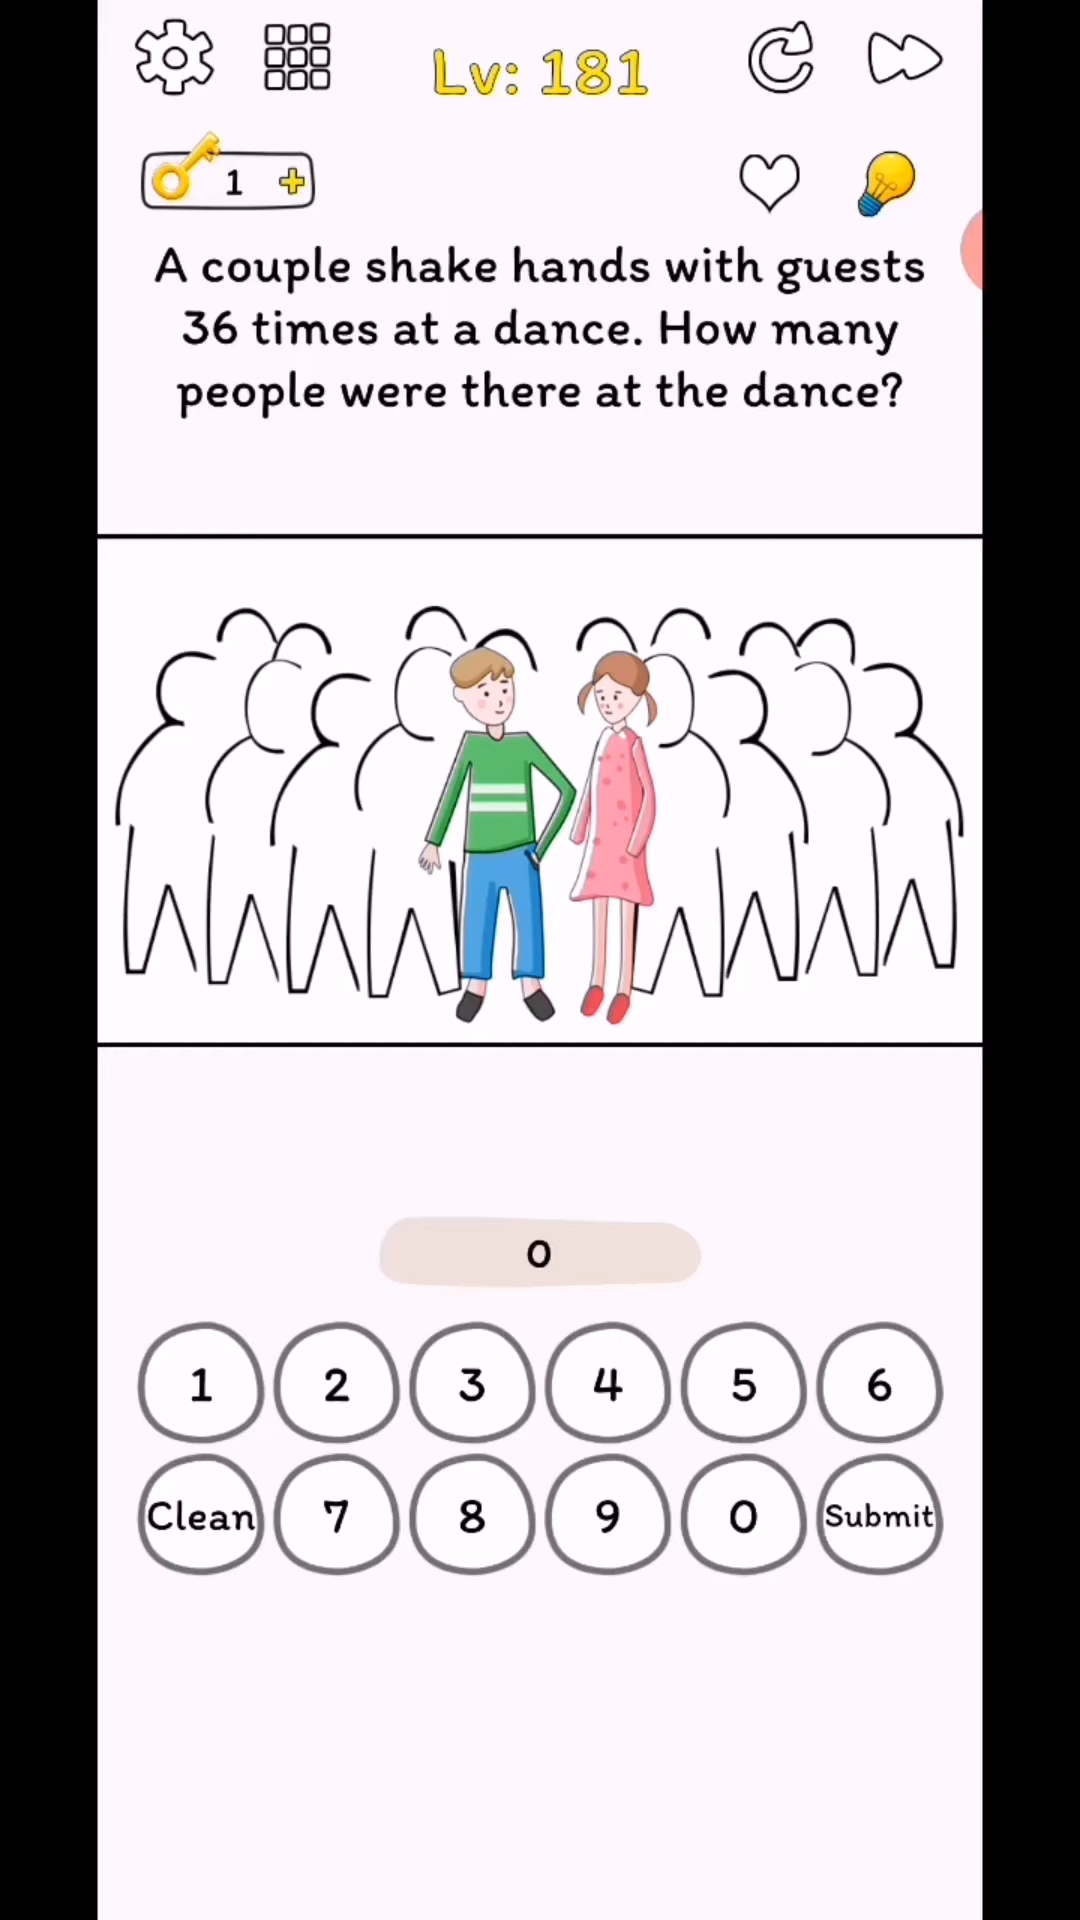 Lv: 181
1 +
A couple shake hands with guests
36 times at a dance. How many
people were there at the dance?
0
1 2 3 4 5 6
Clean 7 8 9 0 Submit